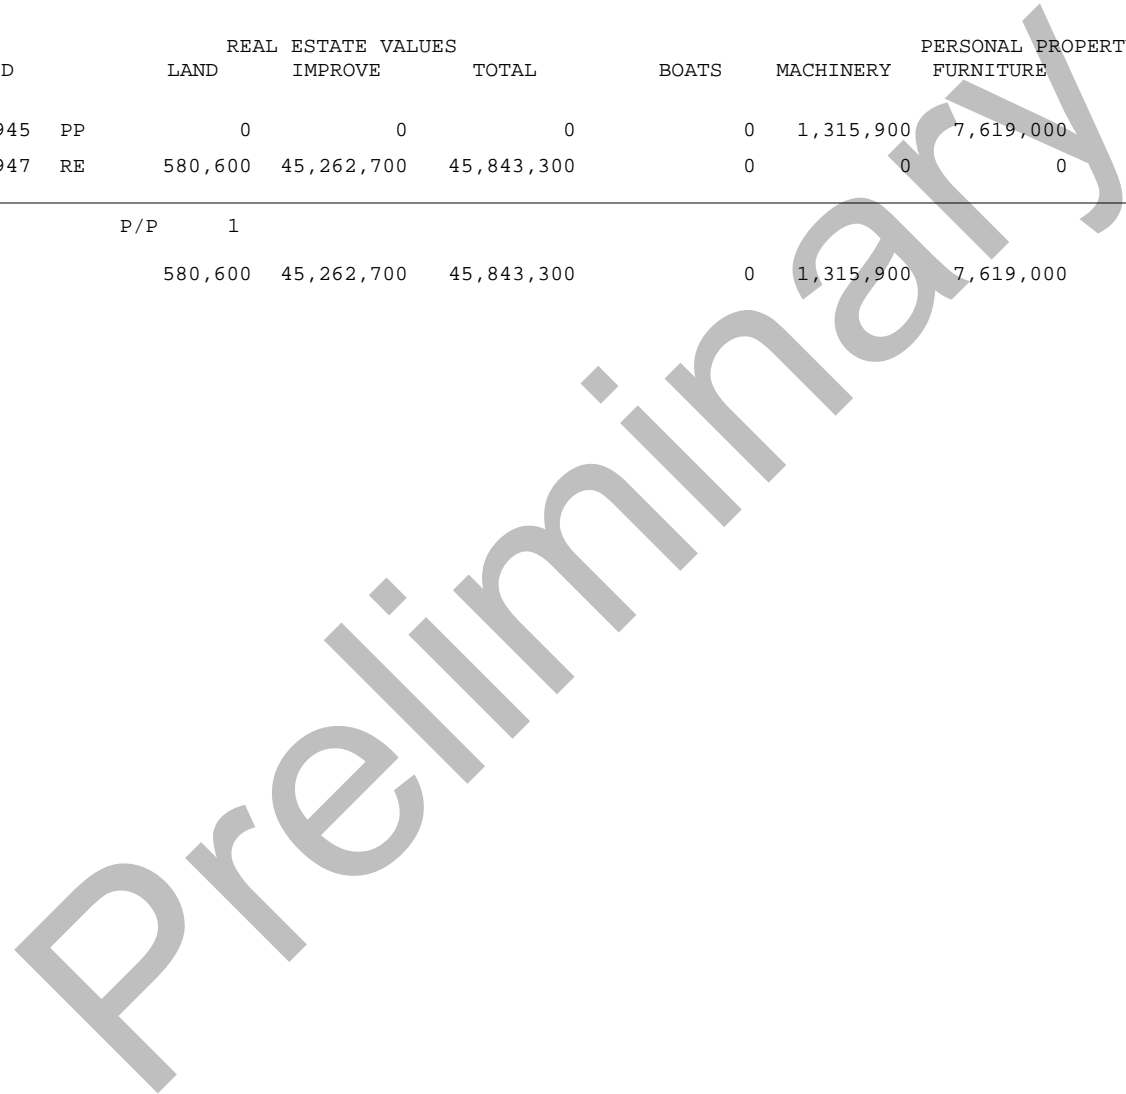 REAL ESTATE VALUES PERSONAL PROPERT
D LAND IMPROVE TOTAL BOATS MACHINERY FURNITURE
945 PP 0 0 0 0 1,315,900 7,619,000
947 RE 580,600 45,262,700 45,843,300 0 0 0
P/P 1
580,600 45,262,700 45,843,300 0 1,315,900 7,619,000
Preliminary